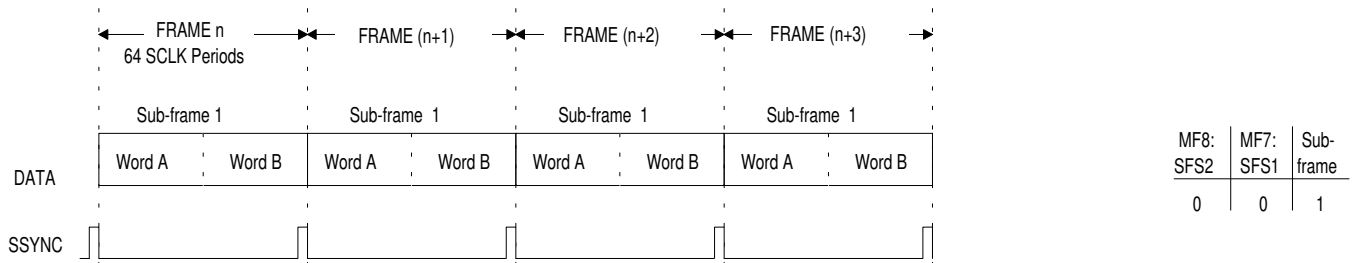 FRAME n
64 SCLK Periods
FRAME (n+1)
FRAME (n+2)
FRAME (n+3)
Sub-frame 1
Sub-frame 1
Sub-frame 1
Sub-frame 1
DATA
Word A
Word B
Word A
Word B
Word A
Word B
Word A
Word B
SSYNC
MF8: MF7: Sub-
SFS2 SFS1 frame
0 0 1